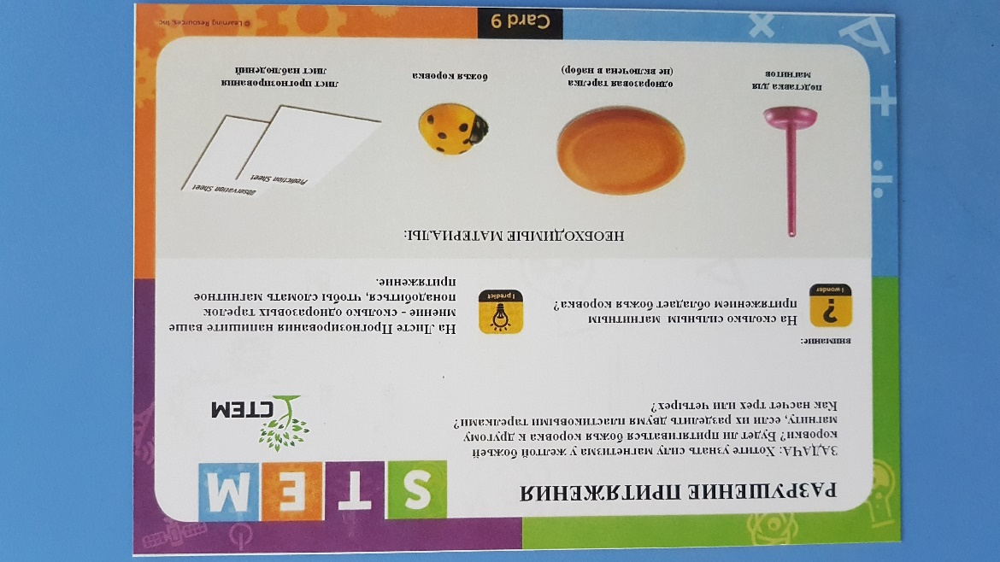 РАЗРУШЕНИЕ ПРИТЯЖЕНИЯ
S T E M
ЗАДАЧА: Хотите узнать силу магнетизма у желтой божьей
коровки? Будет ли притягиваться божья коровка к другому
магниту, если их разделить двумя пластиковыми тарелками?
Как насчет трех или четырех?
СТЕМ
внимание:
I wonder
На сколько сильным магнитным
притяжением обладает божья коровка?
I predict
На Листе Прогнозирования напишите ваше
мнение - сколько одноразовых тарелок
понадобиться, чтобы сломать магнитное
притяжение.
НЕОБХОДИМЫЕ МАТЕРИАЛЫ:
подставка для
магнитов
одноразовая тарелка
(не включена в набор)
божья коровка
Prediction Sheet
Observation Sheet
лист прогнозирования
лист наблюдений
Card 9
© Learning Resources, Inc